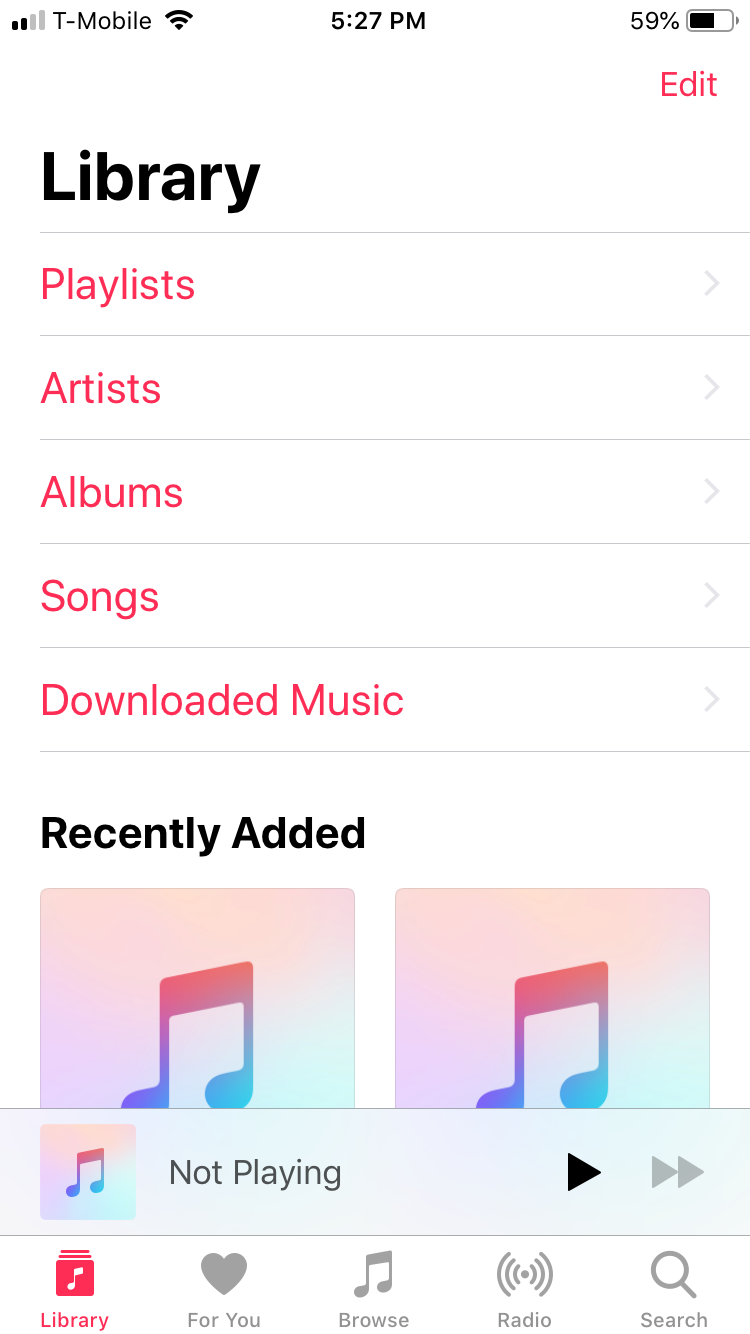 T-Mobile 5:27 PM 59%
Edit
Library
Playlists
Artists
Albums
Songs
Downloaded Music
Recently Added
Not Playing
Library For You Browse Radio Search